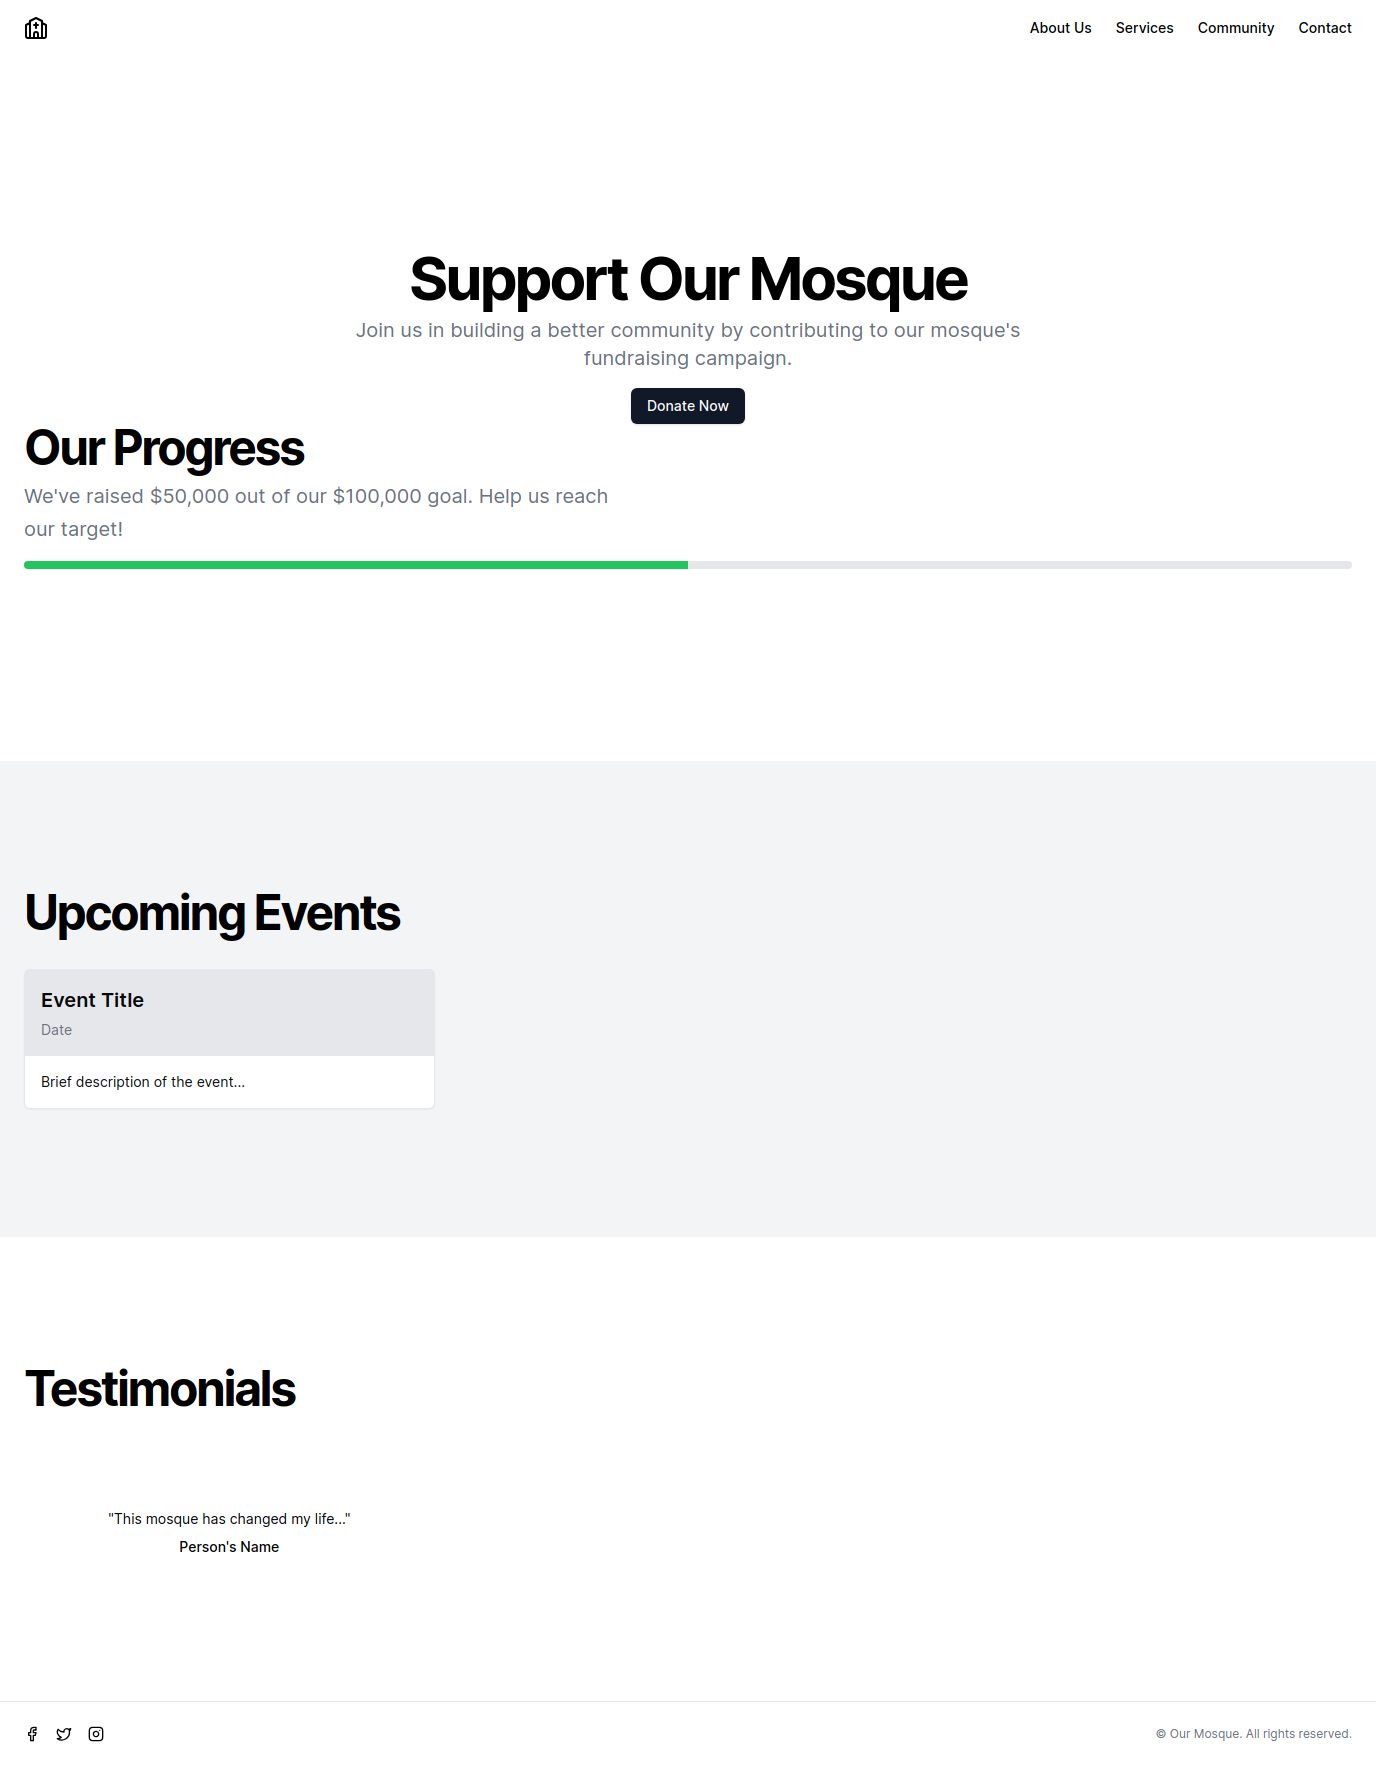 About Us Services Community Contact
Support Our Mosque
Join us in building a better community by contributing to our mosque's
fundraising campaign.
Donate Now
Our Progress
We've raised $50,000 out of our $100,000 goal. Help us reach
our target!
Upcoming Events
Event Title
Date
Brief description of the event...
Testimonials
"This mosque has changed my life..."
Person's Name
© Our Mosque. All rights reserved.